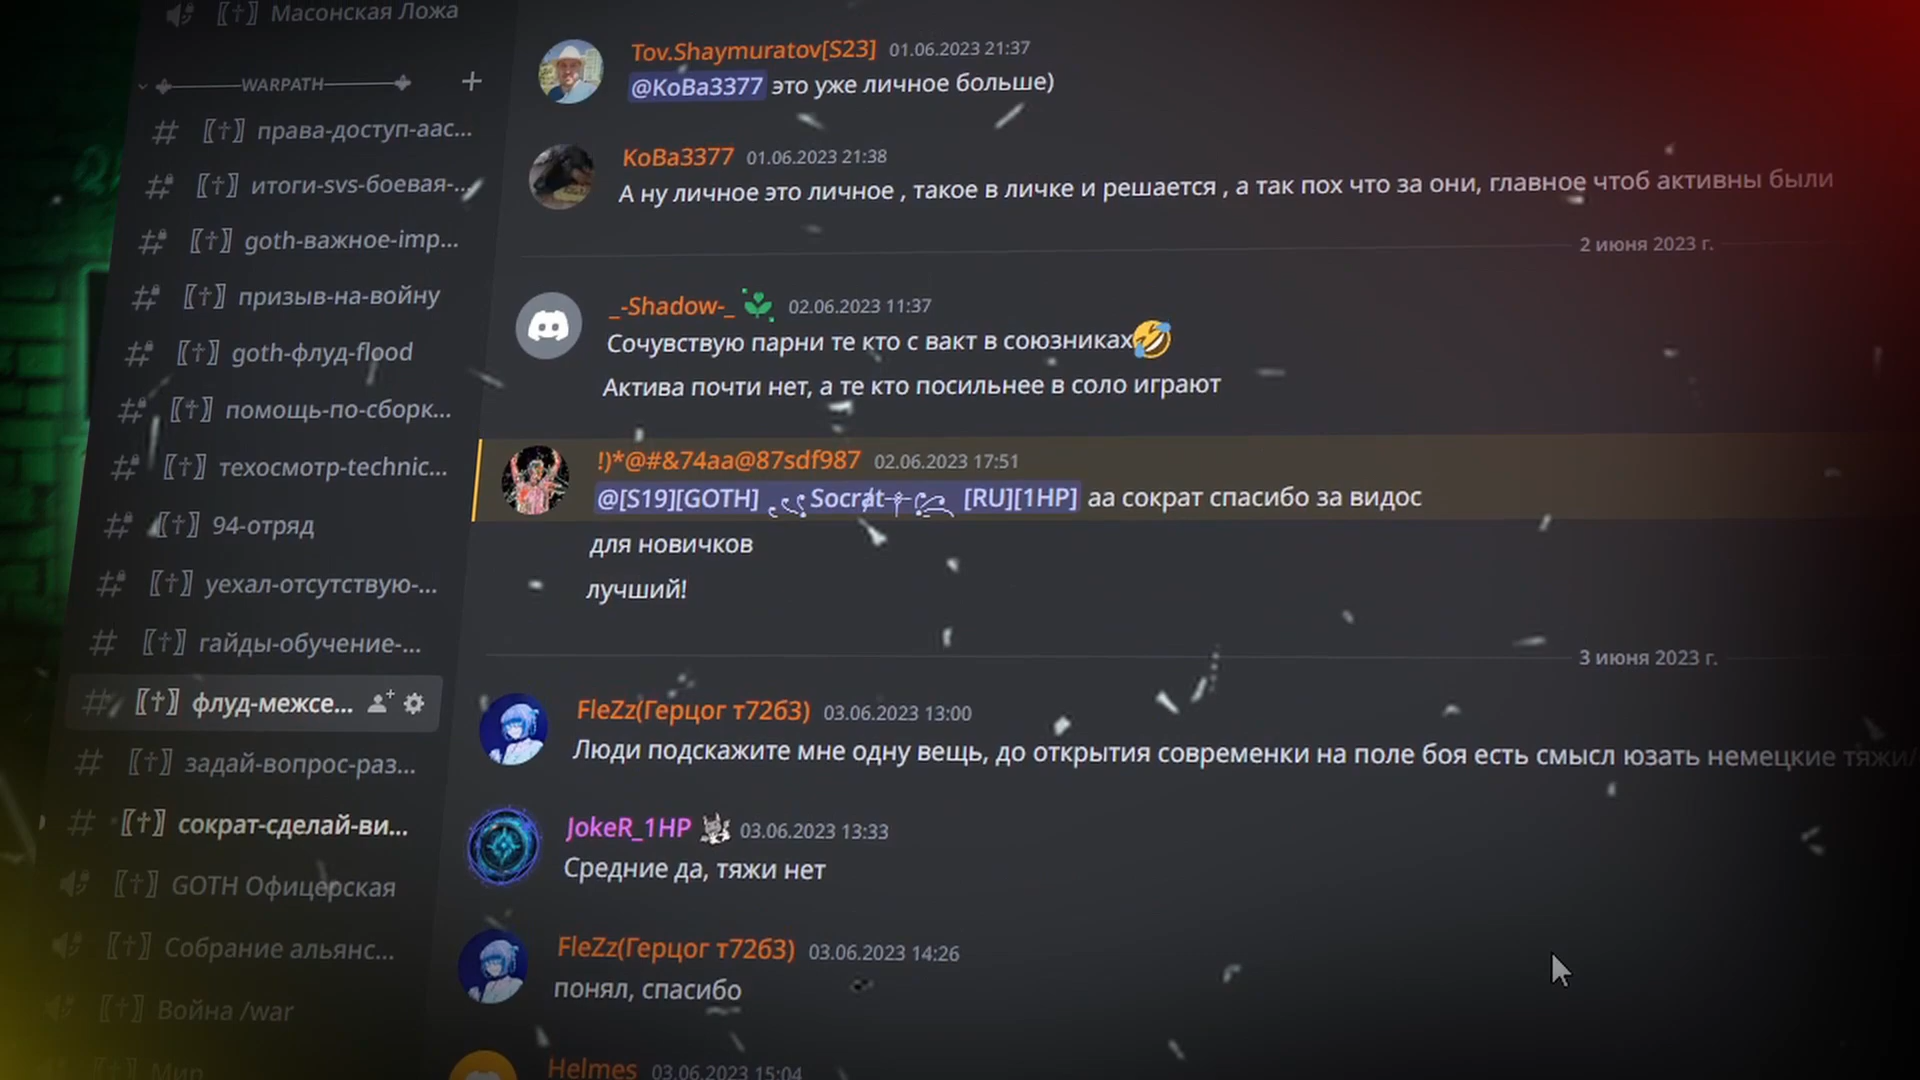 〖†〗 Масонская Ложа
WARPATH
〖†〗 права-доступ-аас...
〖†〗 итоги-svs-боевая-...
〖†〗 goth-важное-imp...
〖†〗 призыв-на-войну
〖†〗 goth-флуд-flood
〖†〗 помощь-по-сборк...
〖†〗 техосмотр-technic...
〖†〗 94-отряд
〖†〗 уехал-отсутствую-...
〖†〗 гайды-обучение-...
〖†〗 флуд-межсе...
〖†〗 задай-вопрос-раз...
〖†〗 сократ-сделай-ви...
〖†〗 GOTH Офицерская
〖†〗 Собрание альянс...
〖†〗 Война /war
〖†〗 Мир
Tov.Shaymuratov[S23] 01.06.2023 21:37
@KoBa3377 это уже личное больше)
KoBa3377 01.06.2023 21:38
А ну личное это личное , такое в личке и решается , а так пох что за они, главное чтоб активны были
2 июня 2023 г.
_-Shadow-_ 02.06.2023 11:37
Сочувствую парни те кто с вакт в союзниках🤣
Актива почти нет, а те кто посильнее в соло играют
!)*@#&74aa@87sdf987 02.06.2023 17:51
@[S19][GOTH] Socrat [RU][1HP] аа сократ спасибо за видос
для новичков
лучший!
3 июня 2023 г.
FleZz(Герцог т72б3) 03.06.2023 13:00
Люди подскажите мне одну вещь, до открытия современки на поле боя есть смысл юзать немецкие тяжи/
JokeR_1HP 03.06.2023 13:33
Средние да, тяжи нет
FleZz(Герцог т72б3) 03.06.2023 14:26
понял, спасибо
Helmes 03.06.2023 15:04